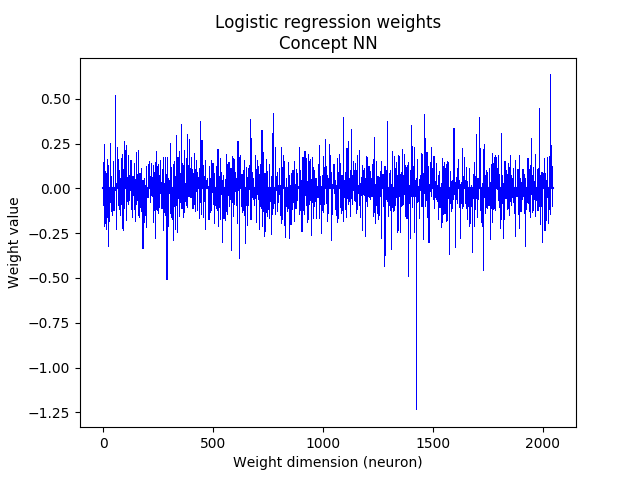 Logistic regression weights
Concept NN
0.50
0.25
0.00
−0.25
−0.50
−0.75
−1.00
−1.25
Weight value
0 500 1000 1500 2000
Weight dimension (neuron)